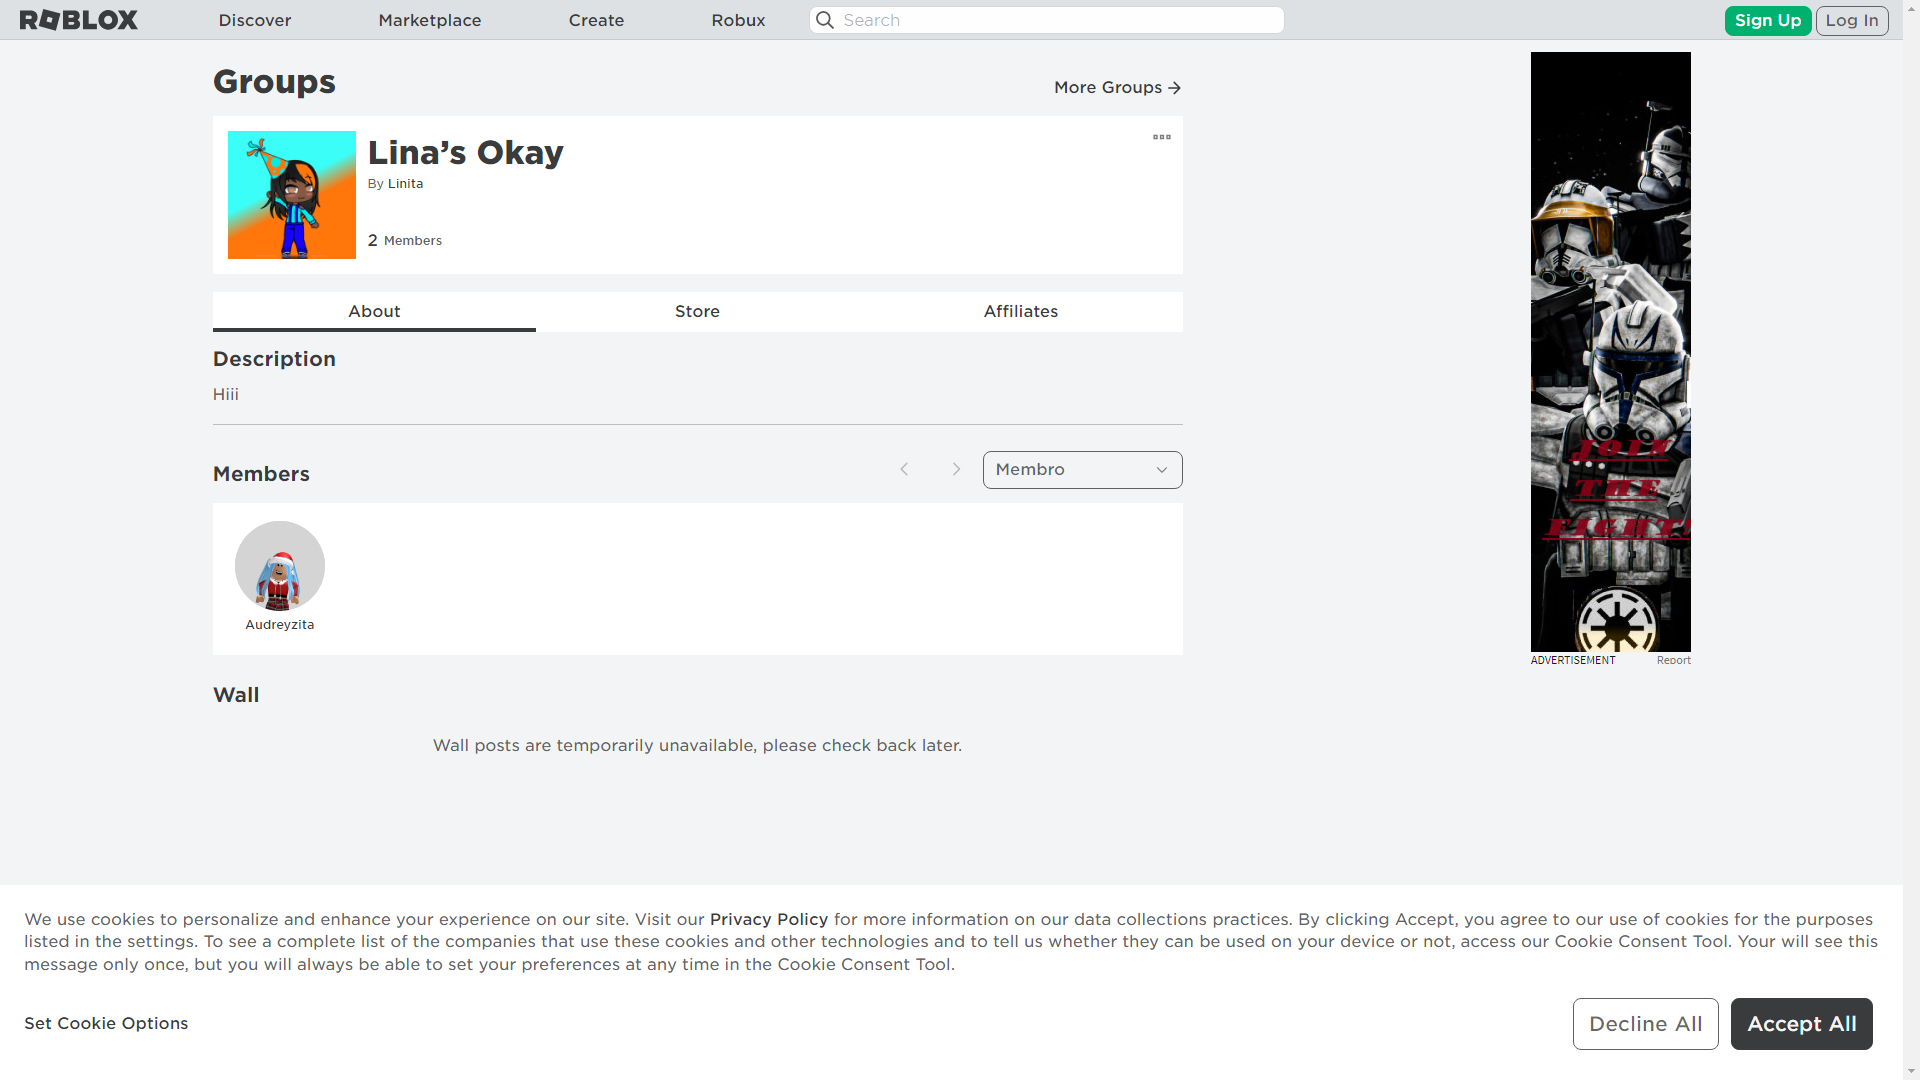 ROBLOX
Discover
Marketplace
Create
Robux
Search
Sign Up
Log In
Groups
More Groups
Lina’s Okay
By Linita
2 Members
About
Store
Affiliates
Description
Hiii
Members
Membro
Audreyzita
Wall
Wall posts are temporarily unavailable, please check back later.
JOIN
THE
FIGHT!
ADVERTISEMENT
Report
We use cookies to personalize and enhance your experience on our site. Visit our Privacy Policy for more information on our data collections practices. By clicking Accept, you agree to our use of cookies for the purposes
listed in the settings. To see a complete list of the companies that use these cookies and other technologies and to tell us whether they can be used on your device or not, access our Cookie Consent Tool. Your will see this
message only once, but you will always be able to set your preferences at any time in the Cookie Consent Tool.
Set Cookie Options
Decline All
Accept All